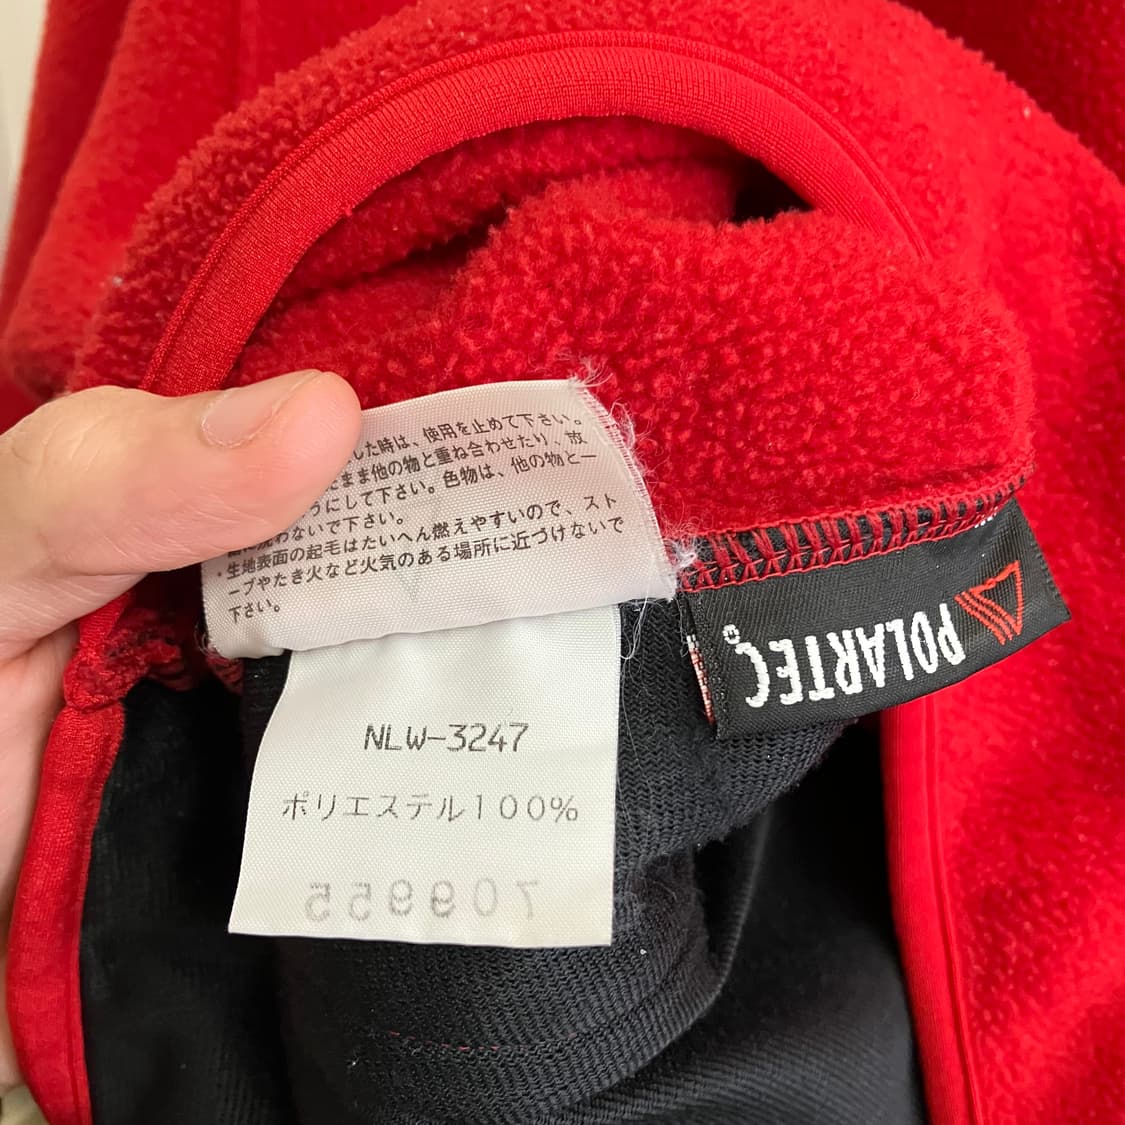 した時は、使用を止めて下さい。
たまま他の物と重ね合わせたり、放
うにして下さい。色物は、他の物と一
洗わないで下さい。
・生地表面の起毛はたいへん燃えやすいので、スト
ーブやたき火など火気のある場所に近づけないで
下さい。
POLARTEC®
NLW-3247
ポリエステル100%